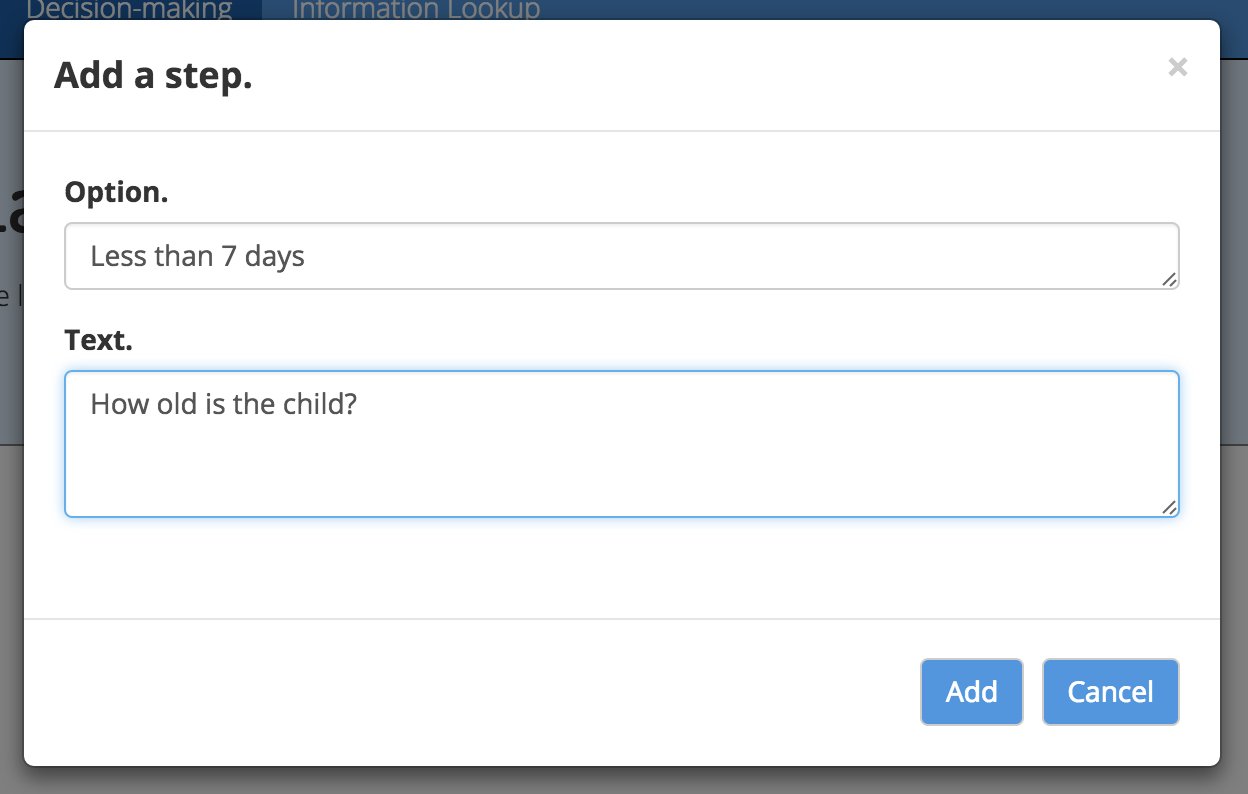 Decision-making Information Lookup
Add a step.
×
Option.
Less than 7 days
Text.
How old is the child?
Add Cancel